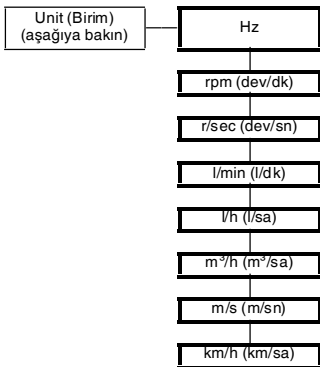 Unit (Birim)
(aşağıya bakın)
Hz
rpm (dev/dk)
r/sec (dev/sn)
l/min (l/dk)
l/h (l/sa)
m³/h (m³/sa)
m/s (m/sn)
km/h (km/sa)